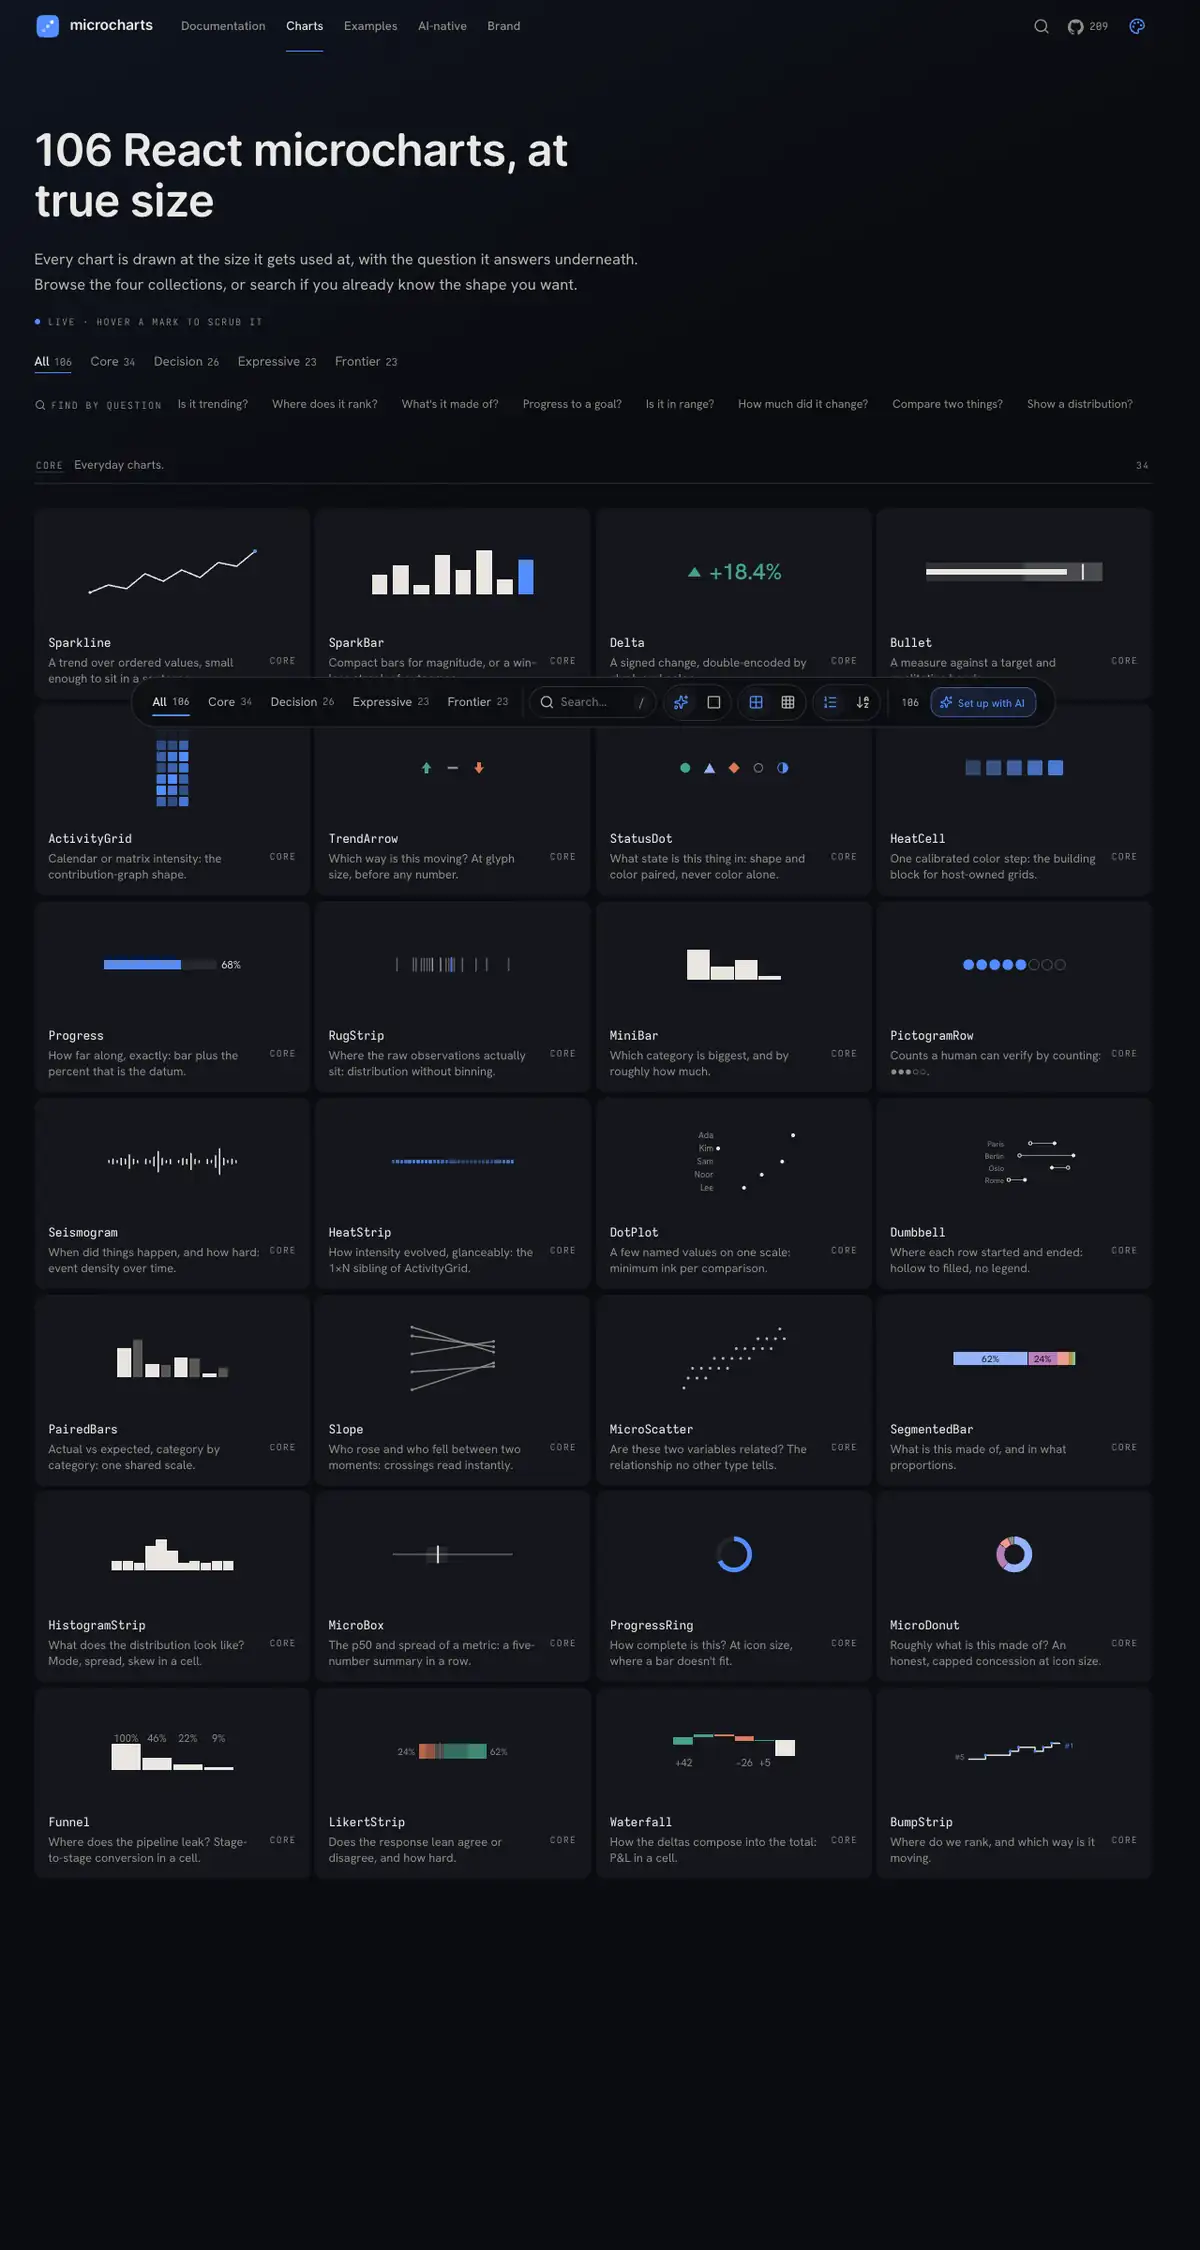 microcharts
Documentation
Charts
Examples
AI-native
Brand
209
106 React microcharts, at
true size
Every chart is drawn at the size it gets used at, with the question it answers underneath.
Browse the four collections, or search if you already know the shape you want.
LIVE · HOVER A MARK TO SCRUB IT
All 106
Core 34
Decision 26
Expressive 23
Frontier 23
FIND BY QUESTION
Is it trending?
Where does it rank?
What's it made of?
Progress to a goal?
Is it in range?
How much did it change?
Compare two things?
Show a distribution?
CORE Everyday charts.
34
Sparkline
A trend over ordered values, small
enough to sit in a
CORE
SparkBar
Compact bars for magnitude, or a win-
CORE
+18.4%
Delta
A signed change, double-encoded by
CORE
Bullet
A measure against a target and
CORE
All 106
Core 34
Decision 26
Expressive 23
Frontier 23
Search...
/
106
Set up with AI
ActivityGrid
Calendar or matrix intensity: the
contribution-graph shape.
CORE
TrendArrow
Which way is this moving? At glyph
size, before any number.
CORE
StatusDot
What state is this thing in: shape and
color paired, never color alone.
CORE
HeatCell
One calibrated color step: the building
block for host-owned grids.
CORE
68%
Progress
How far along, exactly: bar plus the
percent that is the datum.
CORE
RugStrip
Where the raw observations actually
sit: distribution without binning.
CORE
MiniBar
Which category is biggest, and by
roughly how much.
CORE
PictogramRow
Counts a human can verify by counting:
●●●○○.
CORE
Seismogram
When did things happen, and how hard:
event density over time.
CORE
HeatStrip
How intensity evolved, glanceably: the
1×N sibling of ActivityGrid.
CORE
Ada
Kim
Sam
Noor
Lee
DotPlot
A few named values on one scale:
minimum ink per comparison.
CORE
Paris
Berlin
Oslo
Rome
Dumbbell
Where each row started and ended:
hollow to filled, no legend.
CORE
PairedBars
Actual vs expected, category by
category: one shared scale.
CORE
Slope
Who rose and who fell between two
moments: crossings read instantly.
CORE
MicroScatter
Are these two variables related? The
relationship no other type tells.
CORE
62%
24%
SegmentedBar
What is this made of, and in what
proportions.
CORE
HistogramStrip
What does the distribution look like?
Mode, spread, skew in a cell.
CORE
MicroBox
The p50 and spread of a metric: a five-
number summary in a row.
CORE
ProgressRing
How complete is this? At icon size,
where a bar doesn't fit.
CORE
MicroDonut
Roughly what is this made of? An
honest, capped concession at icon size.
CORE
100%
46%
22%
9%
Funnel
Where does the pipeline leak? Stage-
to-stage conversion in a cell.
CORE
24%
62%
LikertStrip
Does the response lean agree or
disagree, and how hard.
CORE
+42
−26
+5
Waterfall
How the deltas compose into the total:
P&L in a cell.
CORE
#5
#1
BumpStrip
Where do we rank, and which way is it
moving.
CORE